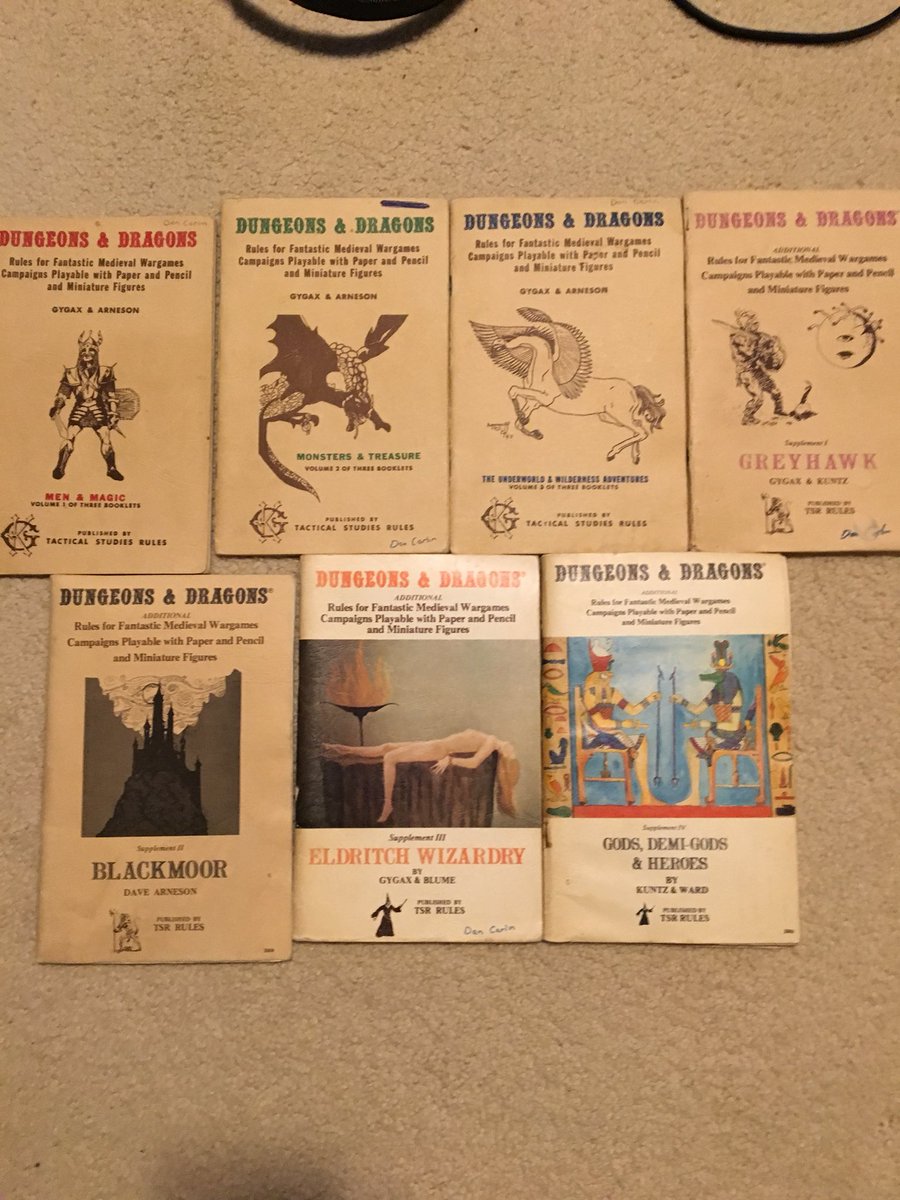 Dan Carlin
DUNGEONS & DRAGONS
Rules for Fantastic Medieval Wargames
Campaigns Playable with Paper and Pencil
and Miniature Figures
GYGAX & ARNESON
MEN & MAGIC
VOLUME 1 OF THREE BOOKLETS
PUBLISHED BY
TACTICAL STUDIES RULES
DUNGEONS & DRAGONS
Rules for Fantastic Medieval Wargames
Campaigns Playable with Paper and Pencil
and Miniature Figures
GYGAX & ARNESON
MONSTERS & TREASURE
VOLUME 2 OF THREE BOOKLETS
PUBLISHED BY
TACTICAL STUDIES RULES
Dan Carlin
Dan Carlin
DUNGEONS & DRAGONS
Rules for Fantastic Medieval Wargames
Campaigns Playable with Paper and Pencil
and Miniature Figures
GYGAX & ARNESON
THE UNDERWORLD & WILDERNESS ADVENTURES
VOLUME 3 OF THREE BOOKLETS
PUBLISHED BY
TACTICAL STUDIES RULES
DUNGEONS & DRAGONS
ADDITIONAL
Rules for Fantastic Medieval Wargames
Campaigns Playable with Paper and Pencil
and Miniature Figures
Supplement I
GREYHAWK
GYGAX & KUNTZ
PUBLISHED BY
TSR RULES
Dan
DUNGEONS & DRAGONS®
ADDITIONAL
Rules for Fantastic Medieval Wargames
Campaigns Playable with Paper and Pencil
and Miniature Figures
Supplement II
BLACKMOOR
DAVE ARNESON
PUBLISHED BY
TSR RULES
DUNGEONS & DRAGONS®
ADDITIONAL
Rules for Fantastic Medieval Wargames
Campaigns Playable with Paper and Pencil
and Miniature Figures
Supplement III
ELDRITCH WIZARDRY
BY
GYGAX & BLUME
PUBLISHED BY
TSR RULES
Dan Carlin
DUNGEONS & DRAGONS
ADDITIONAL
Rules for Fantastic Medieval Wargames
Campaigns Playable with Paper and Pencil
and Miniature Figures
Supplement IV
GODS, DEMI-GODS
& HEROES
BY
KUNTZ & WARD
PUBLISHED BY
TSR RULES